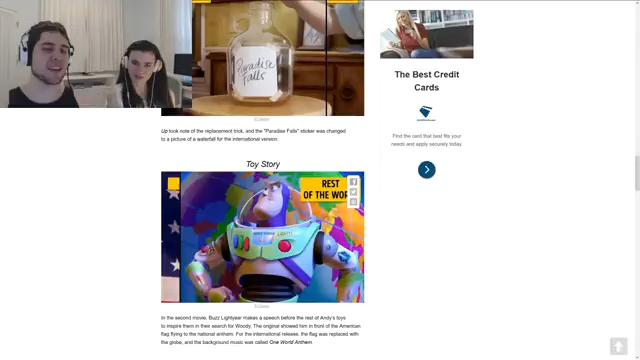 Paradise
Falls
Up took note of the replacement trick, and the "Paradise Falls" sticker was changed
to a picture of a waterfall for the international version.
Toy Story
REST
OF THE WOR
In the second movie, Buzz Lightyear makes a speech before the rest of Andy's toys
to inspire them in their search for Woody. The original showed him in front of the American
flag flying to the national anthem. For the international release, the flag was replaced with
the globe, and the background music was called One World Anthem.
The Best Credit
Cards
Find the card that best fits your
needs and apply securely today.